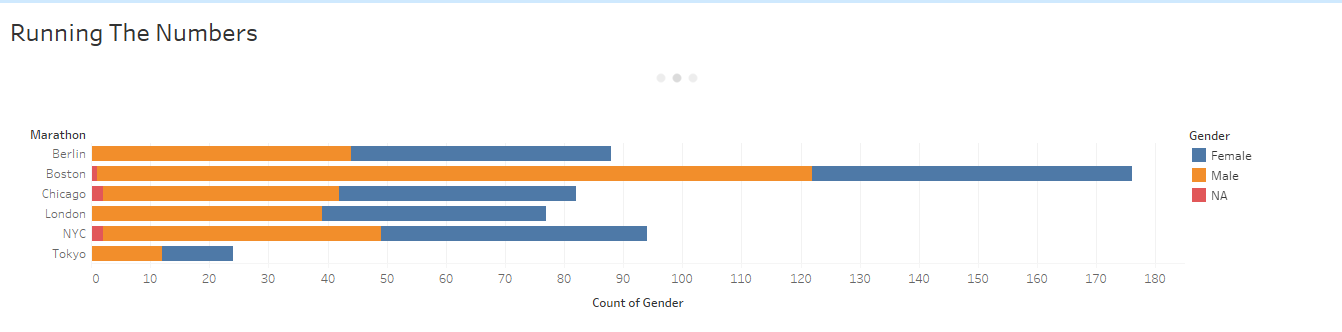 Running The Numbers
Marathon
Berlin
Boston
Chicago
London
NYC
Tokyo
0 10 20 30 40 50 60 70 80 90 100 110 120 130 140 150 160 170 180
Count of Gender
Gender
Female
Male
NA